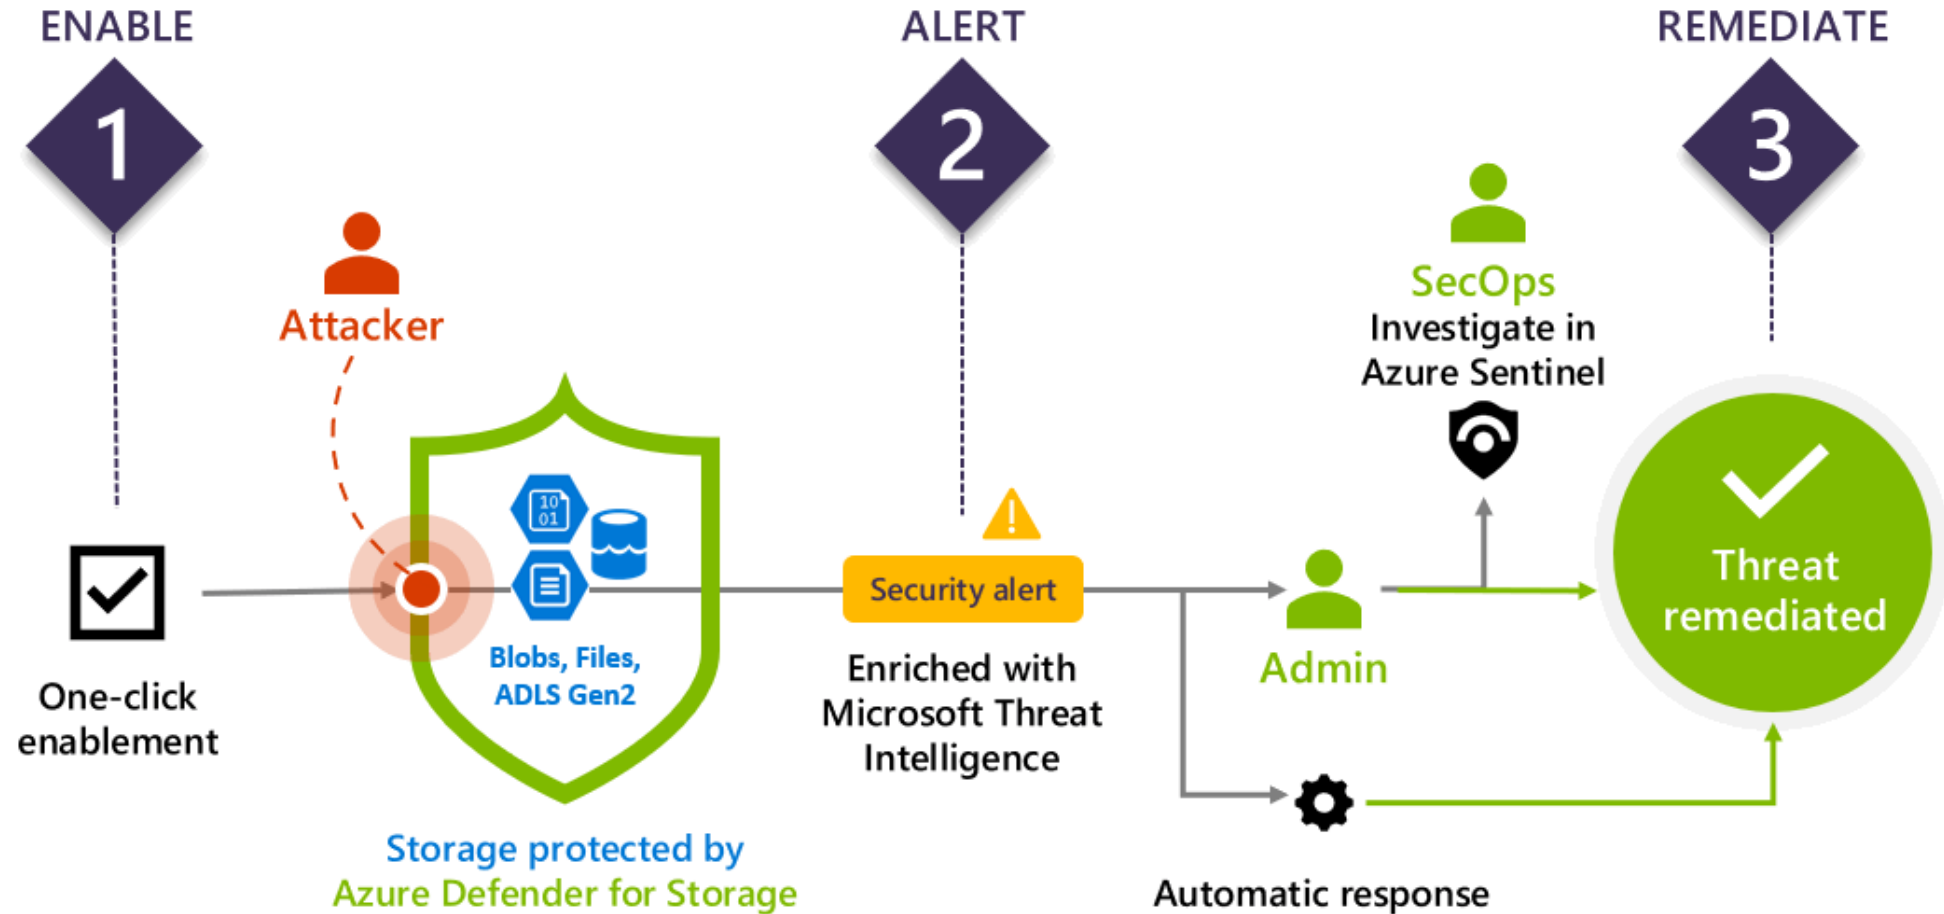 ENABLE
ALERT
REMEDIATE
1
2
3
Attacker
SecOps
Investigate in
Azure Sentinel
10
01
Security alert
Threat
remediated
Blobs, Files,
ADLS Gen2
Admin
One-click
enablement
Enriched with
Microsoft Threat
Intelligence
Storage protected by
Azure Defender for Storage
Automatic response